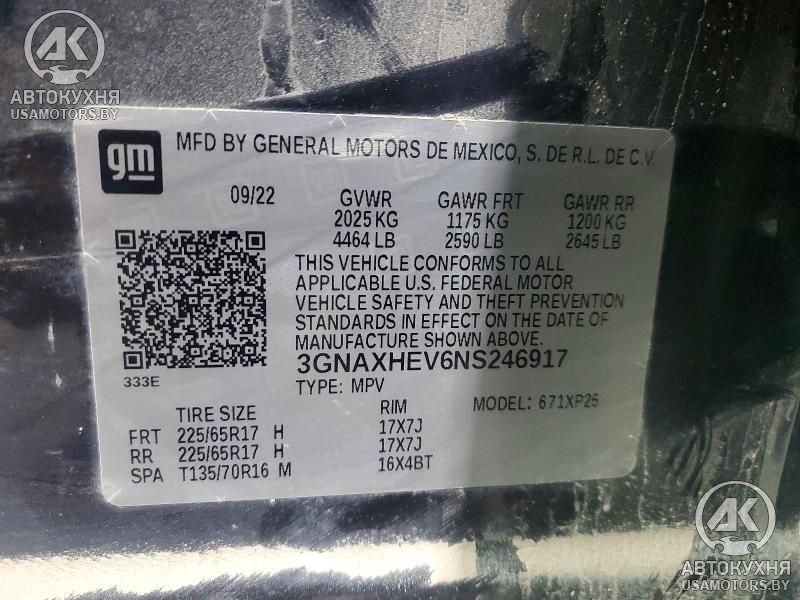 AK
АВТОКУХНЯ
USAMOTORS.BY
gm
MFD BY GENERAL MOTORS DE MEXICO, S. DE R.L. DE C.V.
09/22 GVWR GAWR FRT GAWR RR
2025 KG 1175 KG 1200 KG
4464 LB 2590 LB 2645 LB
THIS VEHICLE CONFORMS TO ALL
APPLICABLE U.S. FEDERAL MOTOR
VEHICLE SAFETY AND THEFT PREVENTION
STANDARDS IN EFFECT ON THE DATE OF
MANUFACTURE SHOWN ABOVE.
3GNAXHEV6NS246917
333E
TYPE: MPV MODEL: 671XP26
TIRE SIZE RIM
FRT 225/65R17 H 17X7J
RR 225/65R17 H 17X7J
SPA T135/70R16 M 16X4BT
AK
АВТОКУХНЯ
USAMOTORS.BY